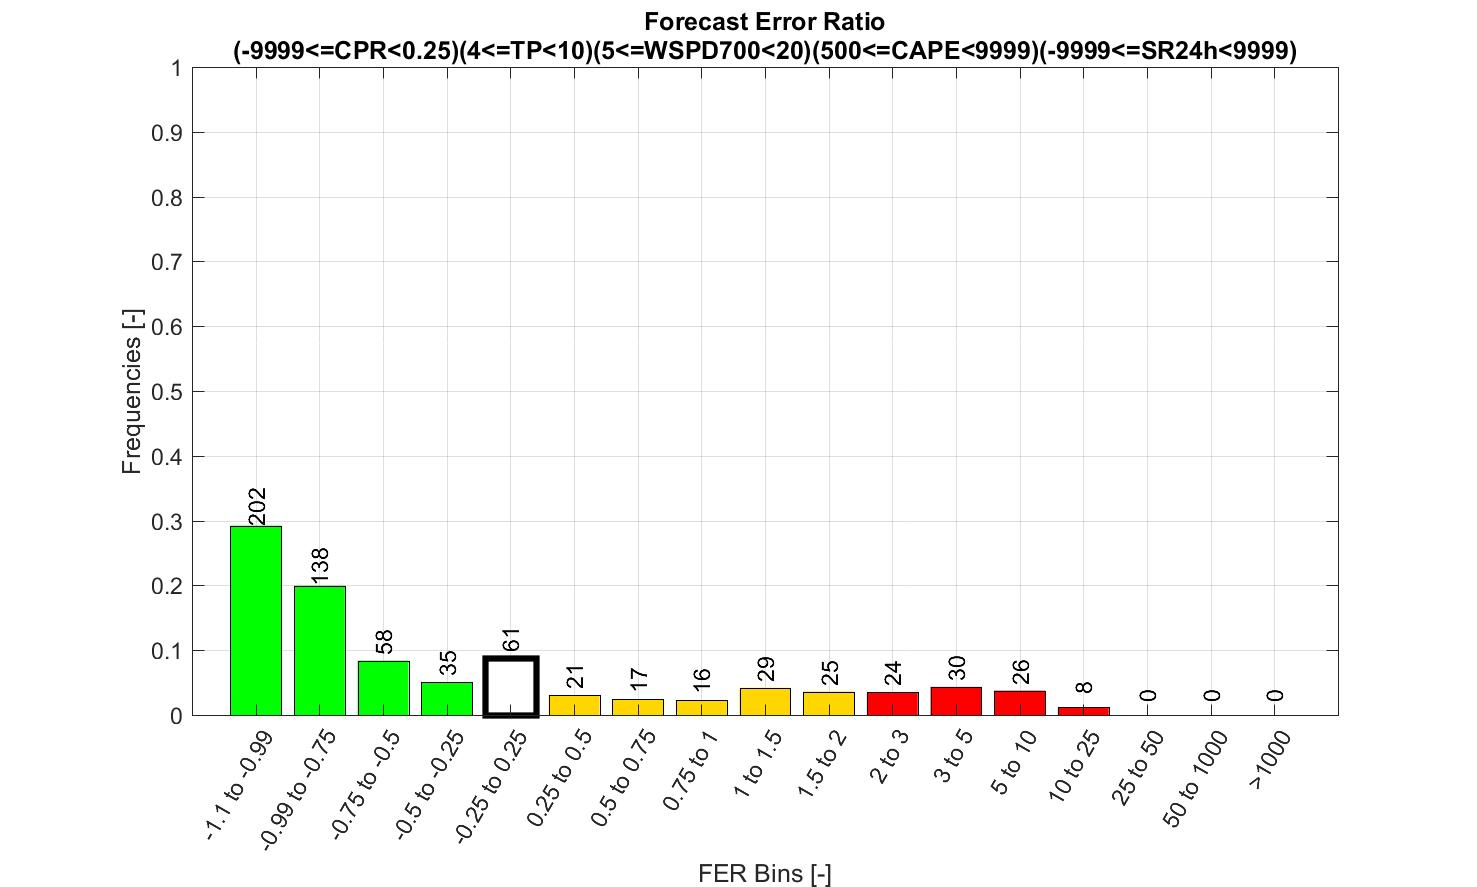 Forecast Error Ratio
(-9999<=CPR<0.25)(4<=TP<10)(5<=WSPD700<20)(500<=CAPE<9999)(-9999<=SR24h<9999)
1
0.9
0.8
0.7
0.6
0.5
0.4
0.3
0.2
0.1
0
Frequencies [-]
202
138
58
35
61
21
17
16
29
25
24
30
26
8
0
0
0
-1.1 to -0.99
-0.99 to -0.75
-0.75 to -0.5
-0.5 to -0.25
-0.25 to 0.25
0.25 to 0.5
0.5 to 0.75
0.75 to 1
1 to 1.5
1.5 to 2
2 to 3
3 to 5
5 to 10
10 to 25
25 to 50
50 to 1000
>1000
FER Bins [-]